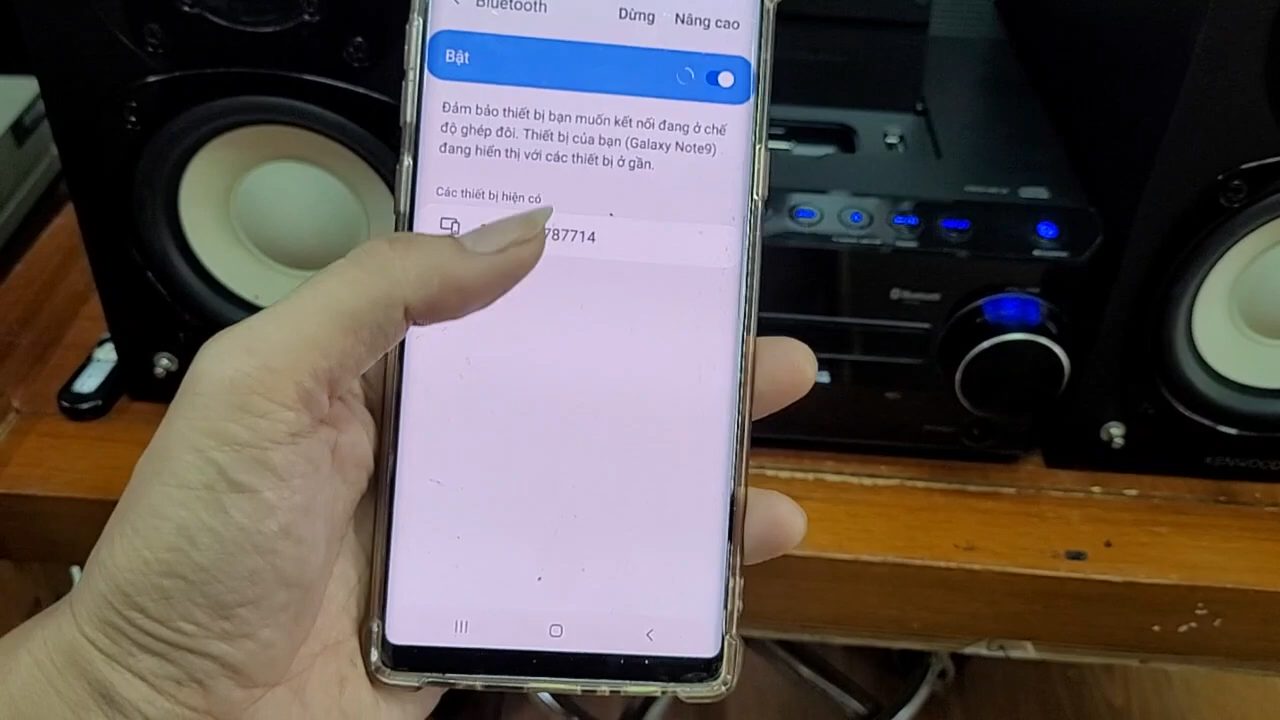 Bluetooth
Dừng
Nâng cao
Bật
Đảm bảo thiết bị bạn muốn kết nối đang ở chế
độ ghép đôi. Thiết bị của bạn (Galaxy Note9)
đang hiển thị với các thiết bị ở gần.
Các thiết bị hiện có
787714
Bluetooth
KENWOOD